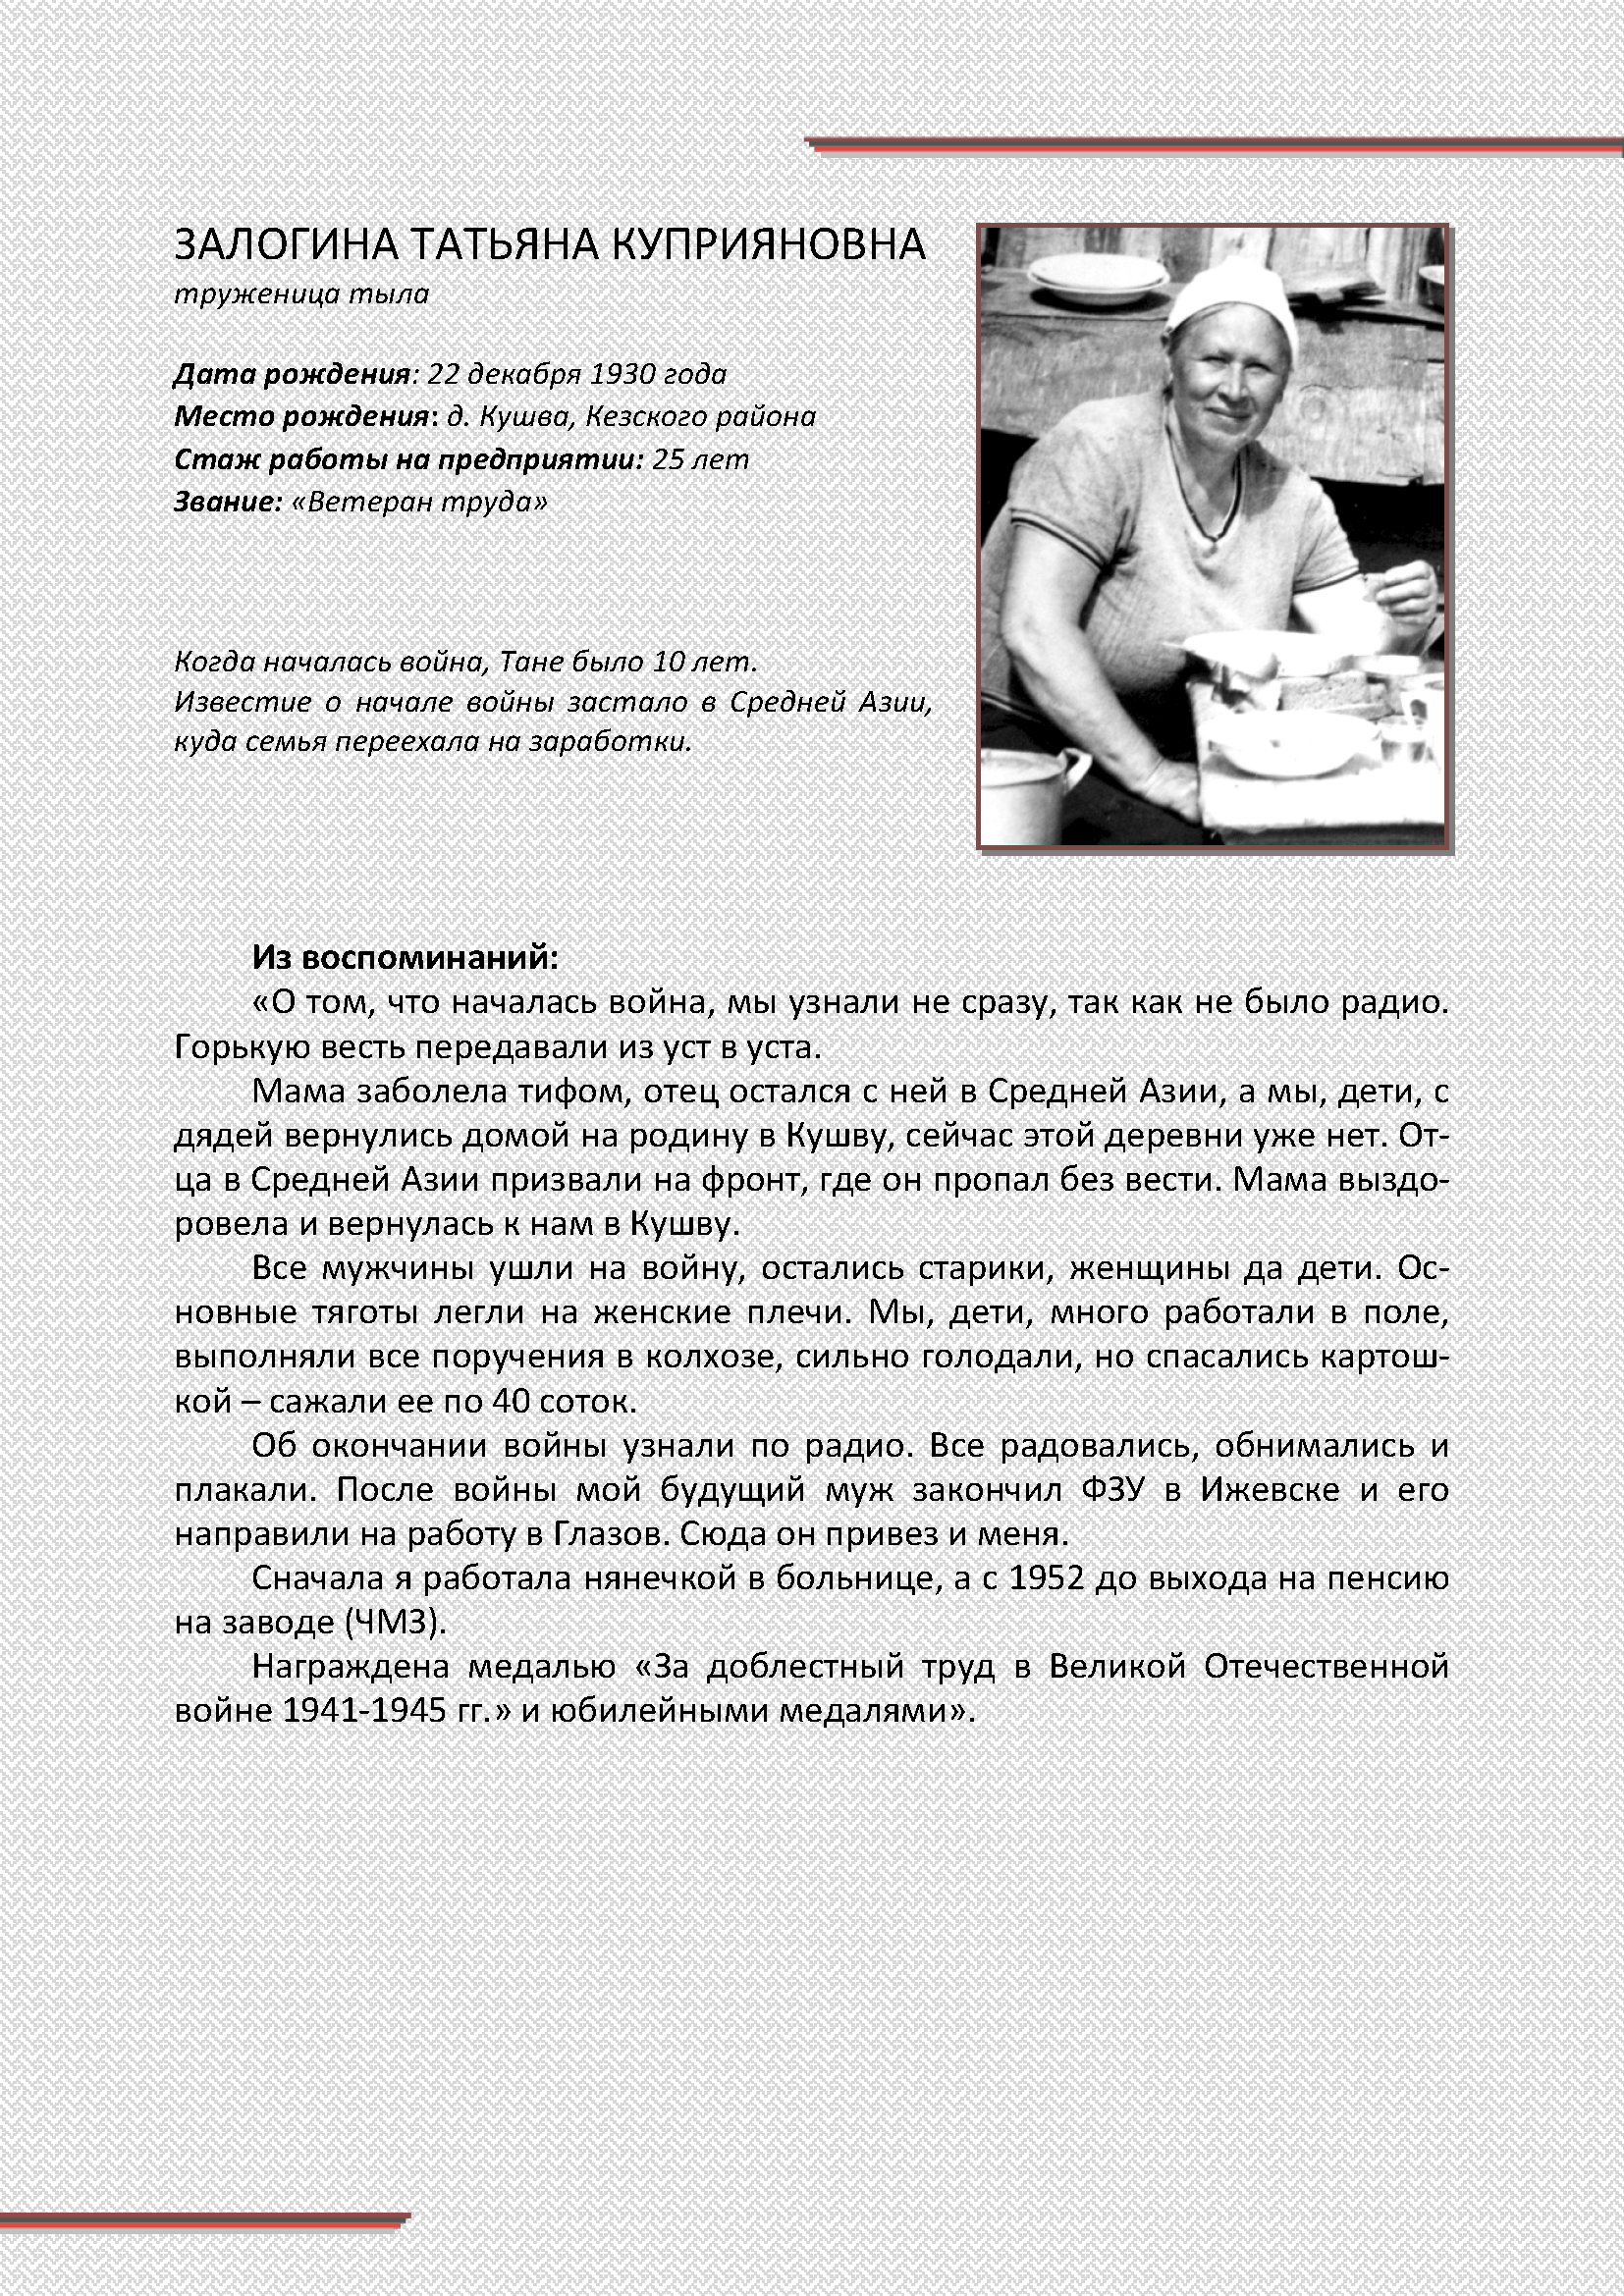 ЗАЛОГИНА ТАТЬЯНА КУПРИЯНОВНА
труженица тыла
Дата рождения: 22 декабря 1930 года
Место рождения: д. Кушва, Кезского района
Стаж работы на предприятии: 25 лет
Звание: «Ветеран труда»
Когда началась война, Тане было 10 лет.
Известие о начале войны застало в Средней Азии,
куда семья переехала на заработки.
Из воспоминаний:
«О том, что началась война, мы узнали не сразу, так как не было радио.
Горькую весть передавали из уст в уста.
Мама заболела тифом, отец остался с ней в Средней Азии, а мы, дети, с
дядей вернулись домой на родину в Кушву, сейчас этой деревни уже нет. От-
ца в Средней Азии призвали на фронт, где он пропал без вести. Мама выздо-
ровела и вернулась к нам в Кушву.
Все мужчины ушли на войну, остались старики, женщины да дети. Ос-
новные тяготы легли на женские плечи. Мы, дети, много работали в поле,
выполняли все поручения в колхозе, сильно голодали, но спасались картош-
кой – сажали ее по 40 соток.
Об окончании войны узнали по радио. Все радовались, обнимались и
плакали. После войны мой будущий муж закончил ФЗУ в Ижевске и его
направили на работу в Глазов. Сюда он привез и меня.
Сначала я работала нянечкой в больнице, а с 1952 до выхода на пенсию
на заводе (ЧМЗ).
Награждена медалью «За доблестный труд в Великой Отечественной
войне 1941-1945 гг.» и юбилейными медалями».